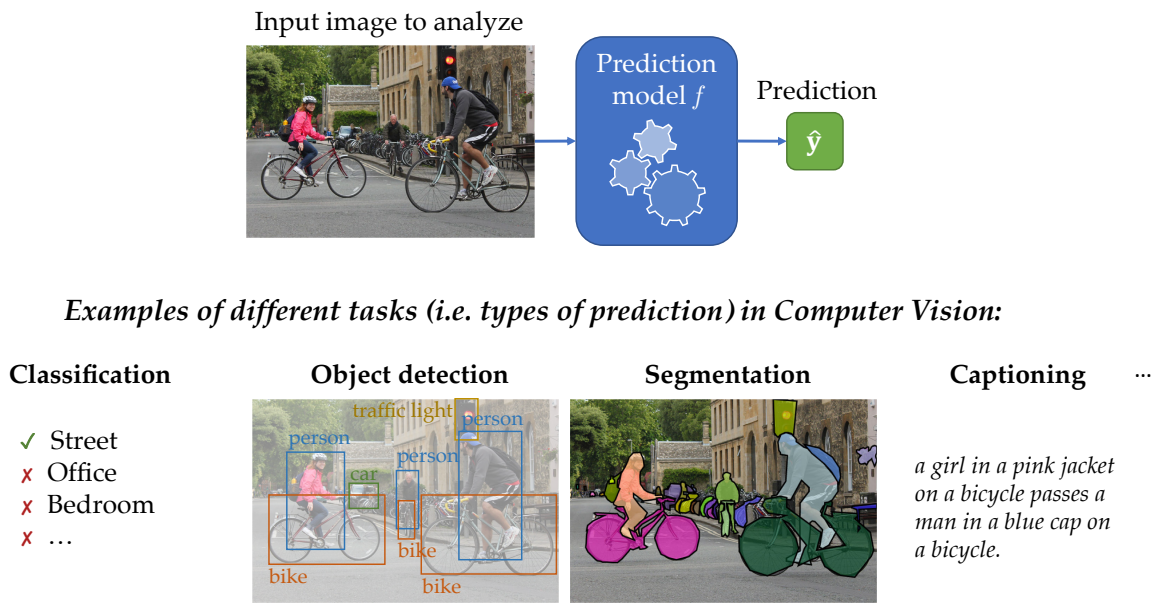 Input image to analyze
Prediction
model f
Prediction
ŷ
Examples of different tasks (i.e. types of prediction) in Computer Vision:
Classification
✓ Street
✗ Office
✗ Bedroom
✗ ...
Object detection
traffic light
person
person
person
car
bike
bike
bike
Segmentation
Captioning
a girl in a pink jacket
on a bicycle passes a
man in a blue cap on
a bicycle.
...